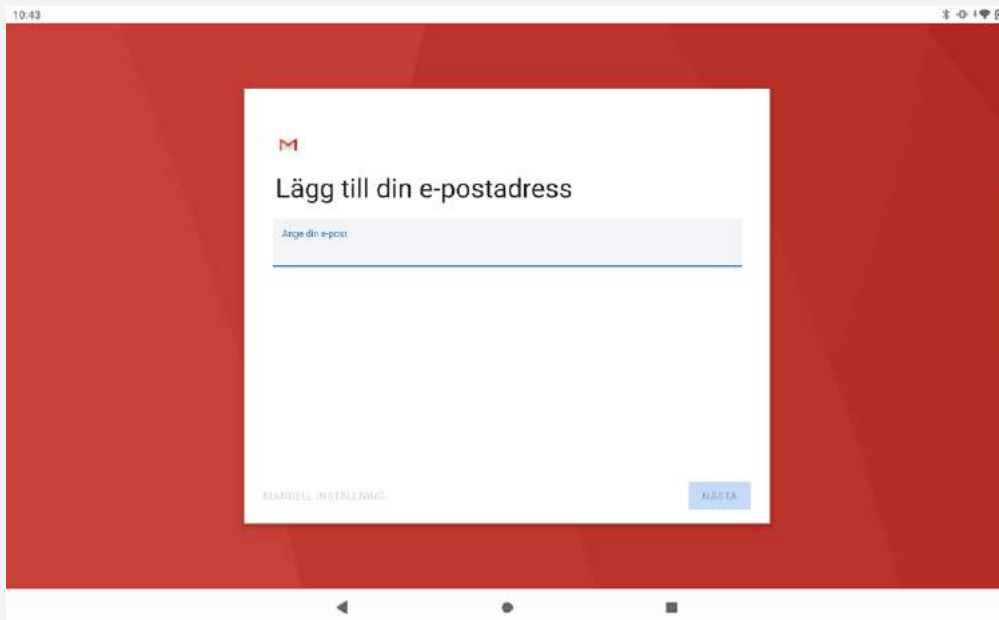 10:43
Lägg till din e-postadress
Ange din e-post
MANUELL INSTÄLLNING
NÄSTA